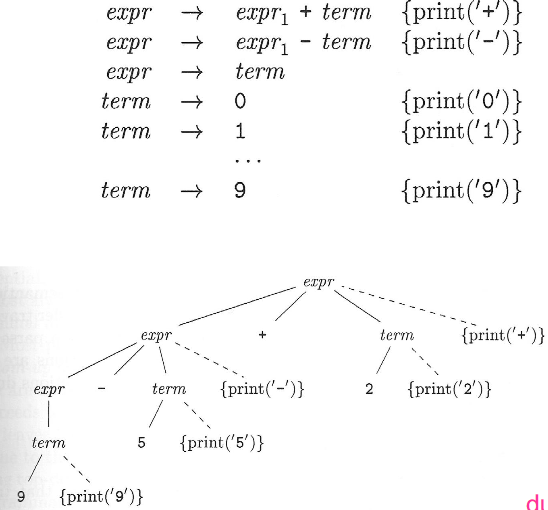 expr → expr₁ + term {print('+')}
expr → expr₁ - term {print('-')}
expr → term
term → 0 {print('0')}
term → 1 {print('1')}
...
term → 9 {print('9')}
expr
expr + term {print('+')}
expr - term {print('-')} 2 {print('2')}
term 5 {print('5')}
9 {print('9')}